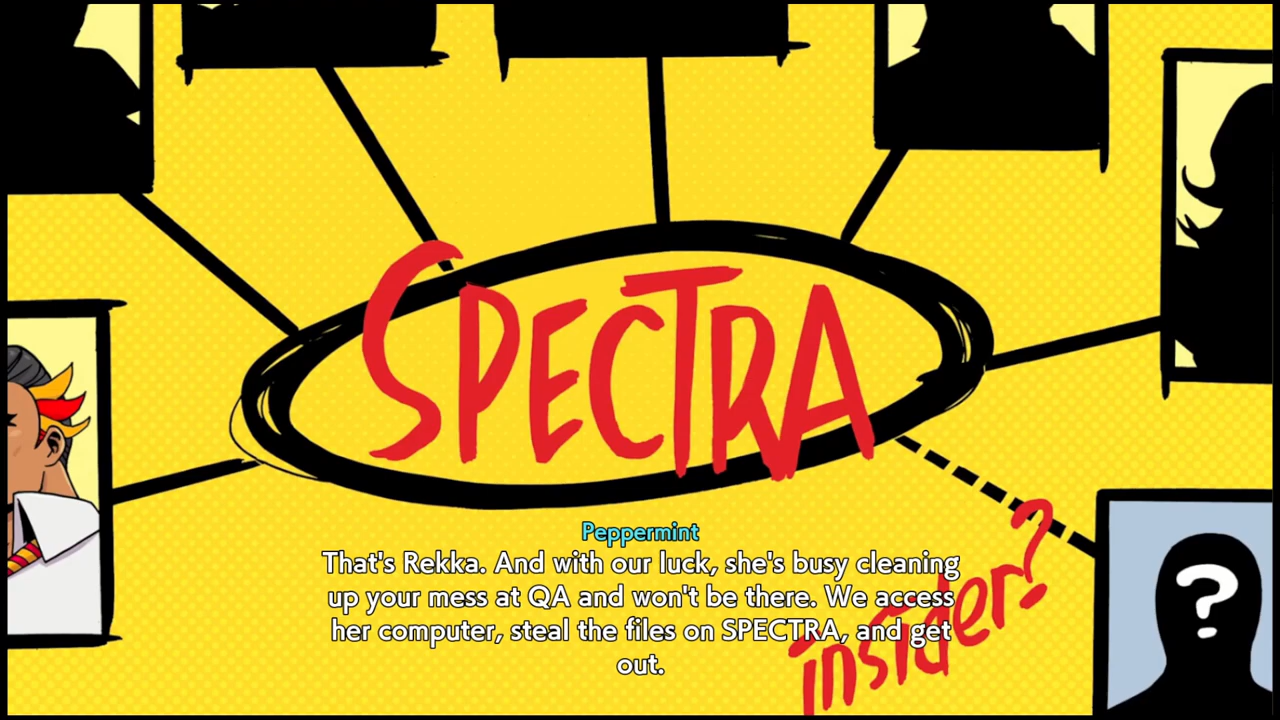 SPECTRA
Peppermint
That's Rekka. And with our luck, she's busy cleaning
up your mess at QA and won't be there. We access
her computer, steal the files on SPECTRA, and get
out.
insider?
?